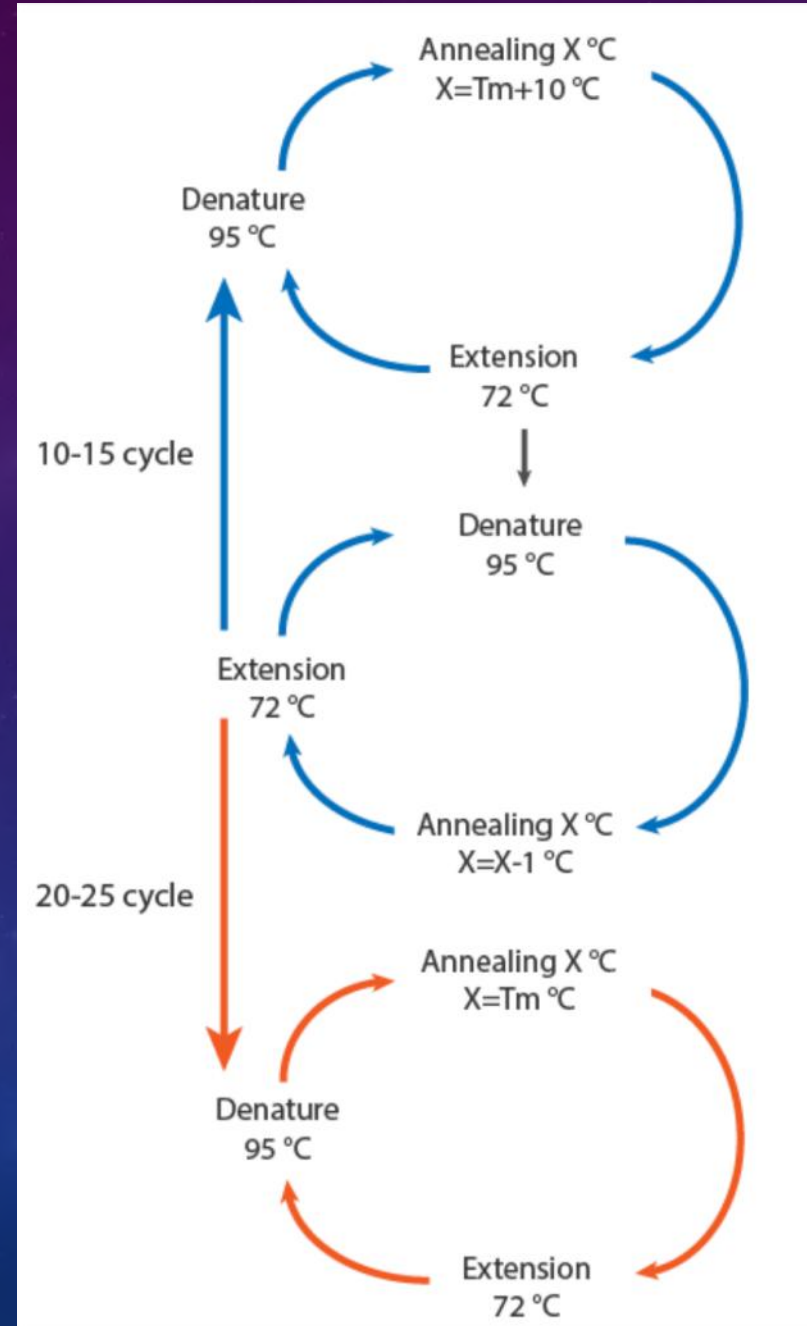 Annealing X °C
X=Tm+10 °C
Denature
95 °C
Extension
72 °C
10-15 cycle
Denature
95 °C
Extension
72 °C
Annealing X °C
X=X-1 °C
20-25 cycle
Annealing X °C
X=Tm °C
Denature
95 °C
Extension
72 °C